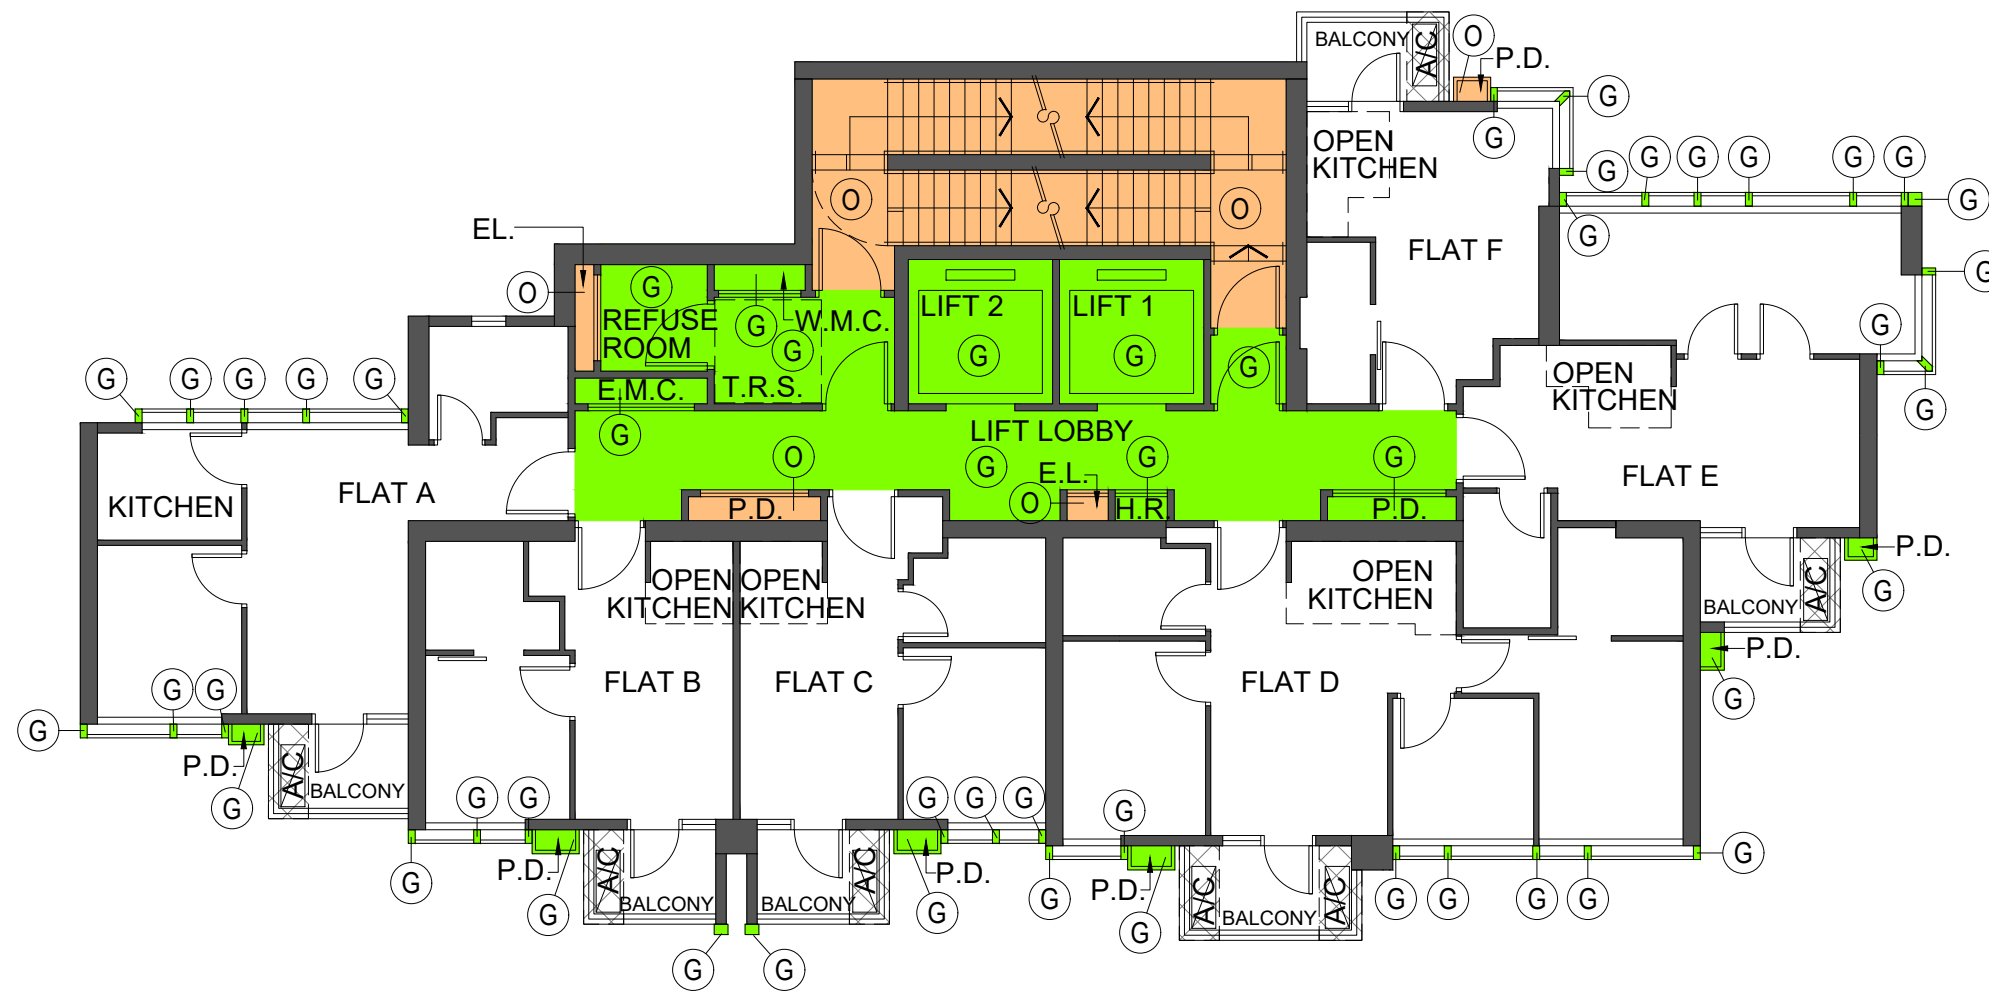 BALCONY
A/C
O
P.D.
G
G
OPEN
KITCHEN
G
G
G
G
G
G
G
O
O
G
G
FLAT F
EL.
O
G
REFUSE
ROOM
G
W.M.C.
G
T.R.S.
LIFT 2
G
LIFT 1
G
G
G
G
G
G
G
G
G
G
G
E.M.C.
G
OPEN
KITCHEN
LIFT LOBBY
G
O
G
G
E.L.
O
KITCHEN
FLAT A
FLAT E
P.D.
H.R.
P.D.
P.D.
G
A/C
BALCONY
OPEN
KITCHEN
OPEN
KITCHEN
OPEN
KITCHEN
P.D.
G
FLAT B
FLAT C
FLAT D
G
G
G
P.D.
G
A/C
BALCONY
G
G
G
P.D.
G
A/C
BALCONY
G
G
G
P.D.
G
A/C
BALCONY
G
G
P.D.
G
A/C
BALCONY
A/C
G
G
G
G
G
G
G